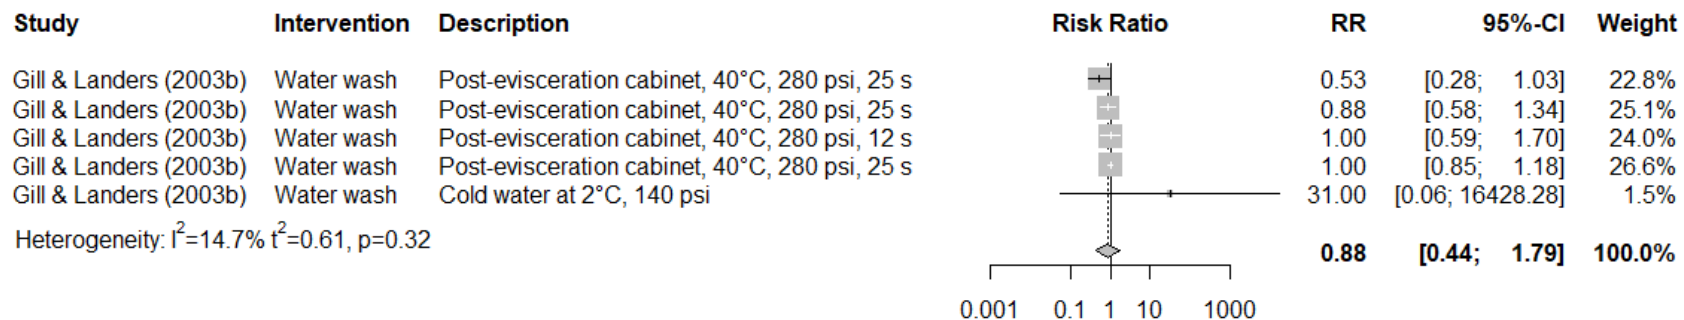 Study Intervention Description Risk Ratio RR 95%-CI Weight
Gill & Landers (2003b) Water wash Post-evisceration cabinet, 40°C, 280 psi, 25 s 0.53 [0.28; 1.03] 22.8%
Gill & Landers (2003b) Water wash Post-evisceration cabinet, 40°C, 280 psi, 25 s 0.88 [0.58; 1.34] 25.1%
Gill & Landers (2003b) Water wash Post-evisceration cabinet, 40°C, 280 psi, 12 s 1.00 [0.59; 1.70] 24.0%
Gill & Landers (2003b) Water wash Post-evisceration cabinet, 40°C, 280 psi, 25 s 1.00 [0.85; 1.18] 26.6%
Gill & Landers (2003b) Water wash Cold water at 2°C, 140 psi 31.00 [0.06; 16428.28] 1.5%
Heterogeneity: I²=14.7% t²=0.61, p=0.32
0.88 [0.44; 1.79] 100.0%
0.001 0.1 1 10 1000